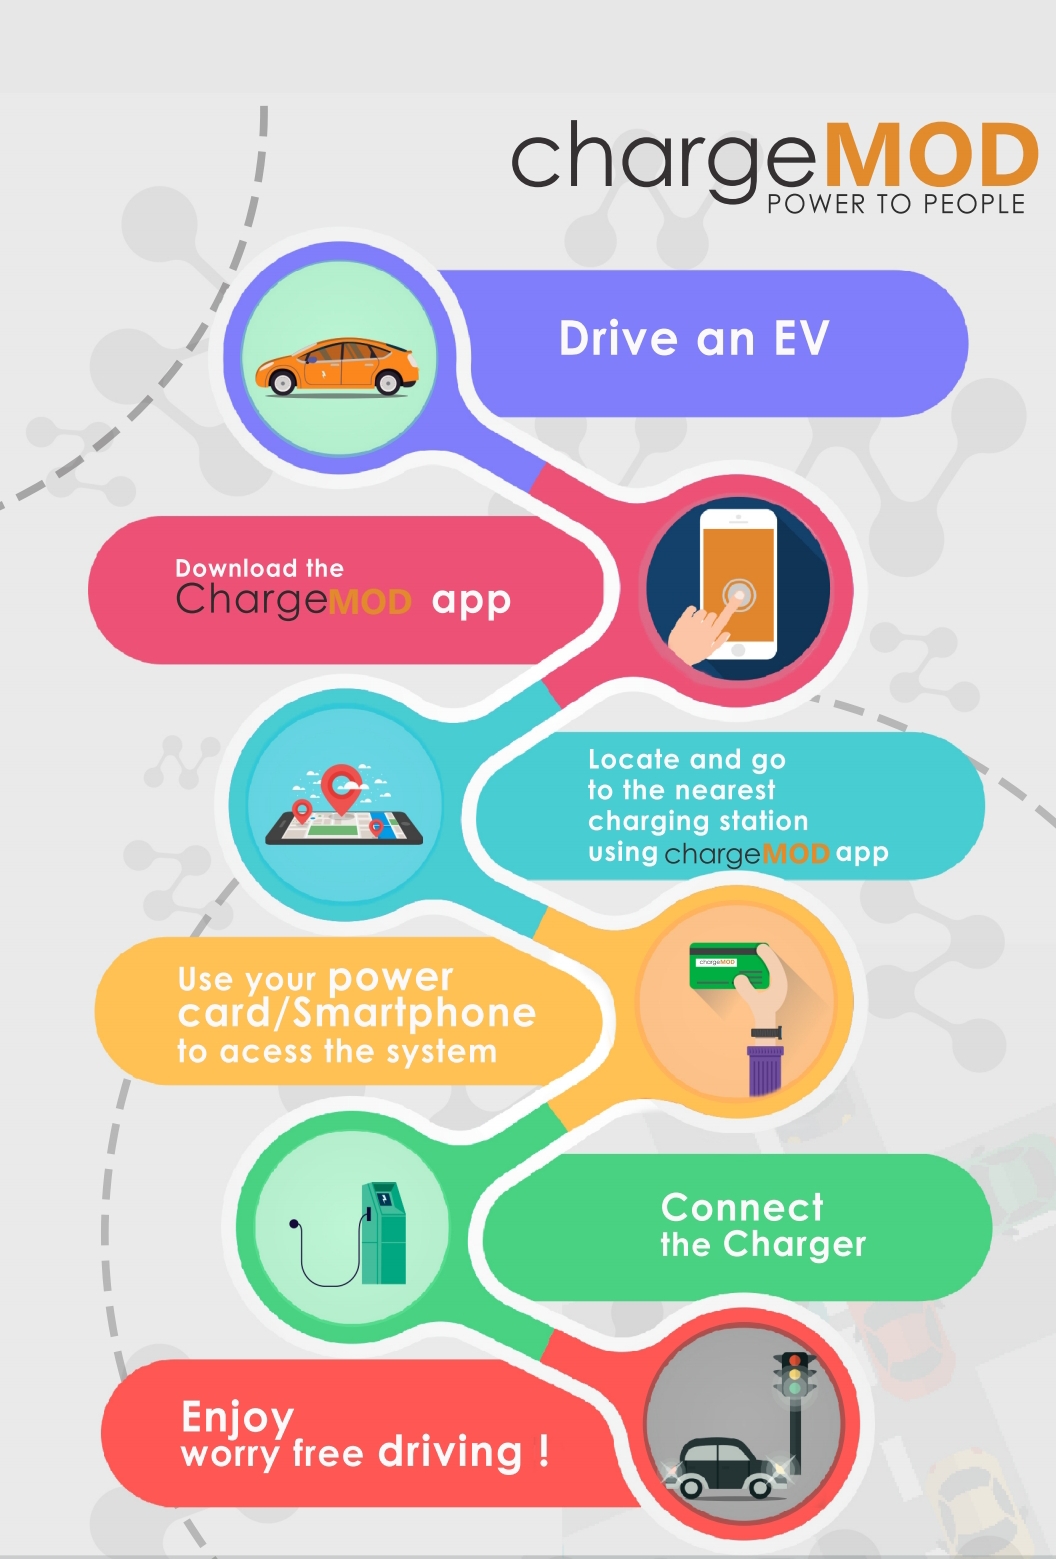 chargeMOD
POWER TO PEOPLE
Drive an EV
Download the
ChargeMOD app
Locate and go
to the nearest
charging station
using chargeMOD app
Use your power
card/Smartphone
to acess the system
chargeMOD
Connect
the Charger
Enjoy
worry free driving !